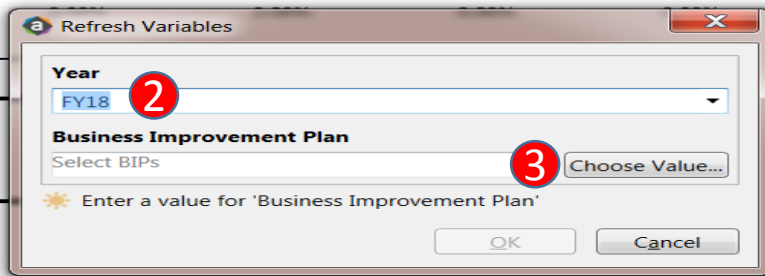 Refresh Variables
Year
FY18
2
Business Improvement Plan
Select BIPs
3
Choose Value...
Enter a value for 'Business Improvement Plan'
OK
Cancel